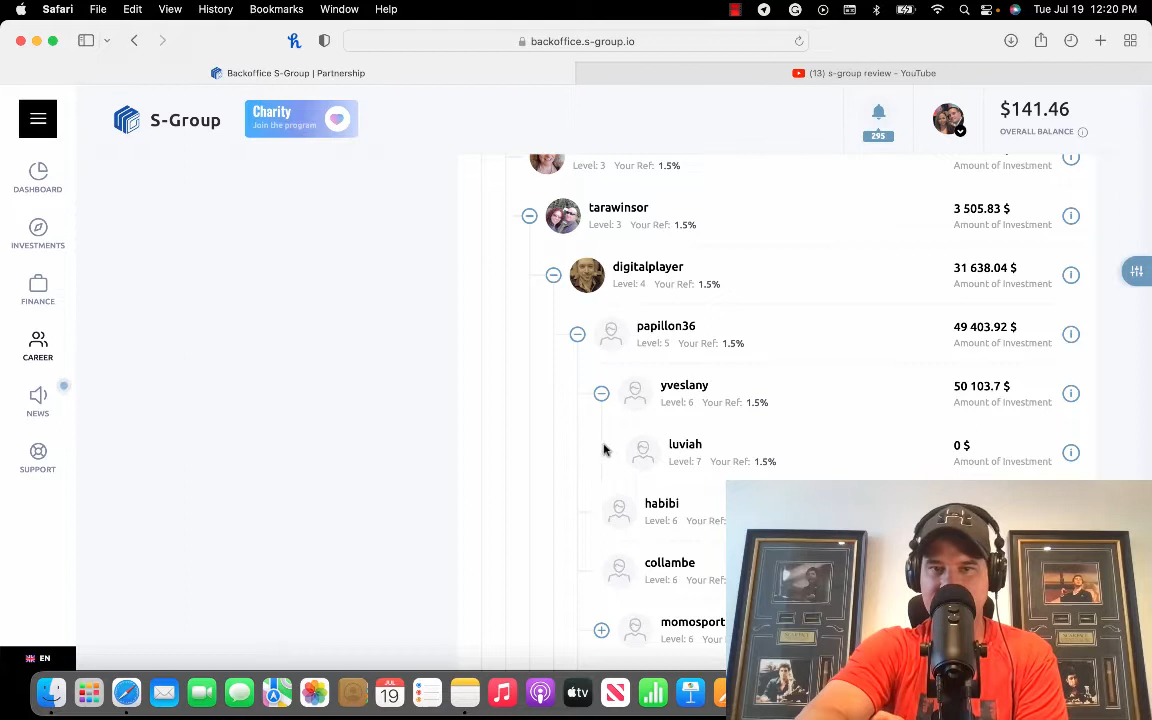 Safari File Edit View History Bookmarks Window Help Tue Jul 19 12:20 PM
backoffice.s-group.io
Backoffice S-Group | Partnership
(13) s-group review - YouTube
S-Group
Charity
Join the program
295
$141.46
OVERALL BALANCE
DASHBOARD
INVESTMENTS
FINANCE
CAREER
NEWS
SUPPORT
EN
Level: 3 Your Ref: 1.5%
Amount of Investment
tarawinsor
3 505.83 $
Level: 3 Your Ref: 1.5%
Amount of Investment
digitalplayer
31 638.04 $
Level: 4 Your Ref: 1.5%
Amount of Investment
papillon36
49 403.92 $
Level: 5 Your Ref: 1.5%
Amount of Investment
yveslany
50 103.7 $
Level: 6 Your Ref: 1.5%
Amount of Investment
luviah
0 $
Level: 7 Your Ref: 1.5%
Amount of Investment
habibi
Level: 6 Your Ref:
collambe
Level: 6 Your Ref:
momosport
Level: 6 Your Ref:
JUL
19
tv